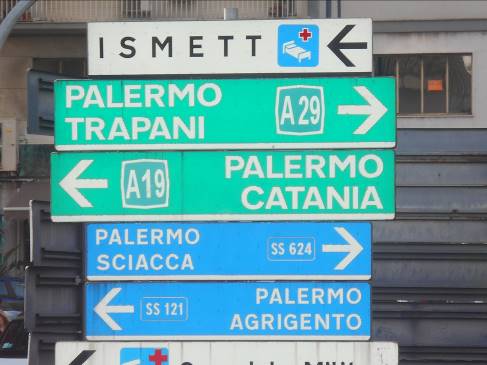 ISMETT
PALERMO
TRAPANI
A29
A19
PALERMO
CATANIA
PALERMO
SCIACCA
SS 624
SS 121
PALERMO
AGRIGENTO